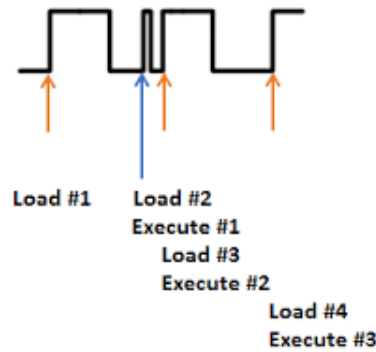 Load #1
Load #2
Execute #1
Load #3
Execute #2
Load #4
Execute #3